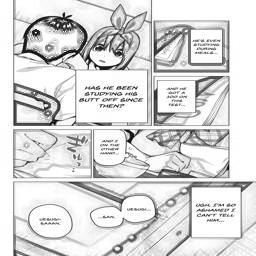 HE'S EVEN
STUDYING
DURING
MEALS...
HAS HE BEEN
STUDYING HIS
BUTT OFF SINCE
THEN?
AND HE
GOT A
100 ON
THIS
TEST...
AND I
ON THE
OTHER
HAND...
UGH, I'M SO
ASHAMED I
CAN'T TELL
HIM...
UESUGI...
...SAN.
UESUGI-
SAAAN.